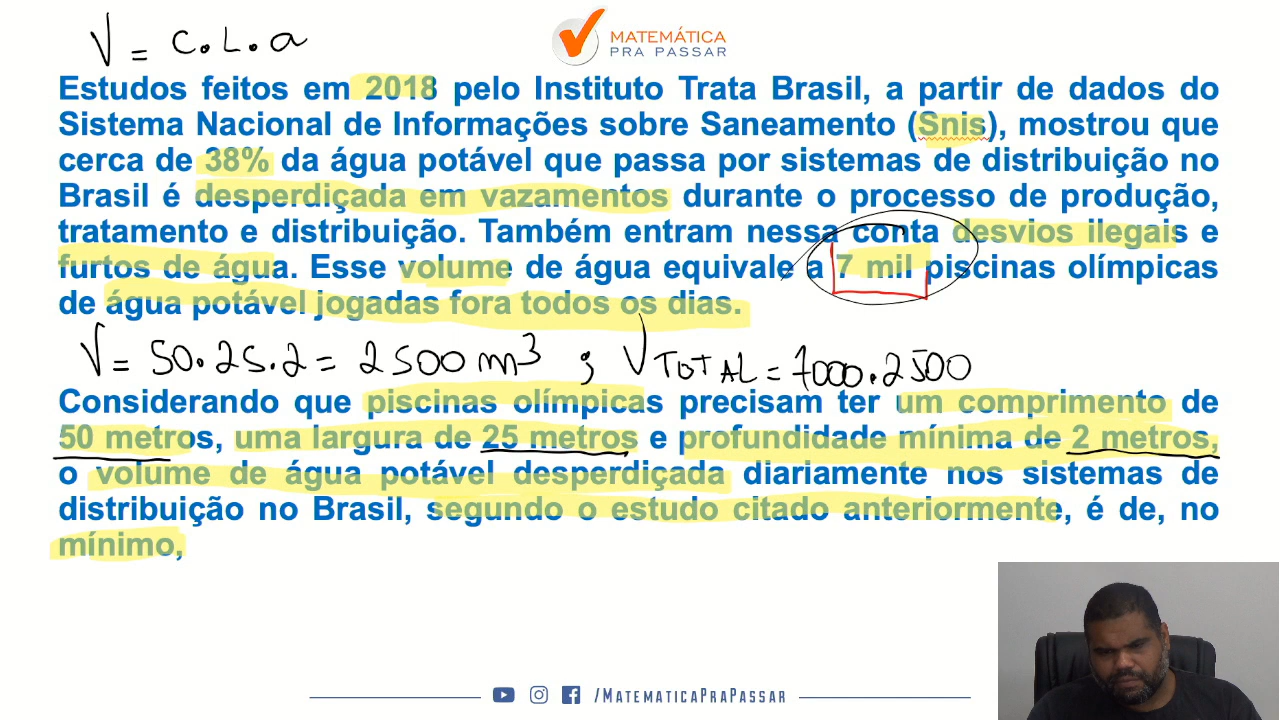 V = C.L.a
MATEMÁTICA
PRA PASSAR
Estudos feitos em 2018 pelo Instituto Trata Brasil, a partir de dados do
Sistema Nacional de Informações sobre Saneamento (Snis), mostrou que
cerca de 38% da água potável que passa por sistemas de distribuição no
Brasil é desperdiçada em vazamentos durante o processo de produção,
tratamento e distribuição. Também entram nessa conta desvios ilegais e
furtos de água. Esse volume de água equivale a 7 mil piscinas olímpicas
de água potável jogadas fora todos os dias.
V = 50.25.2 = 2500 m³ ; V TOTAL = 7000.2500
Considerando que piscinas olímpicas precisam ter um comprimento de
50 metros, uma largura de 25 metros e profundidade mínima de 2 metros,
o volume de água potável desperdiçada diariamente nos sistemas de
distribuição no Brasil, segundo o estudo citado anteriormente, é de, no
mínimo,
/MatematicaPraPassar